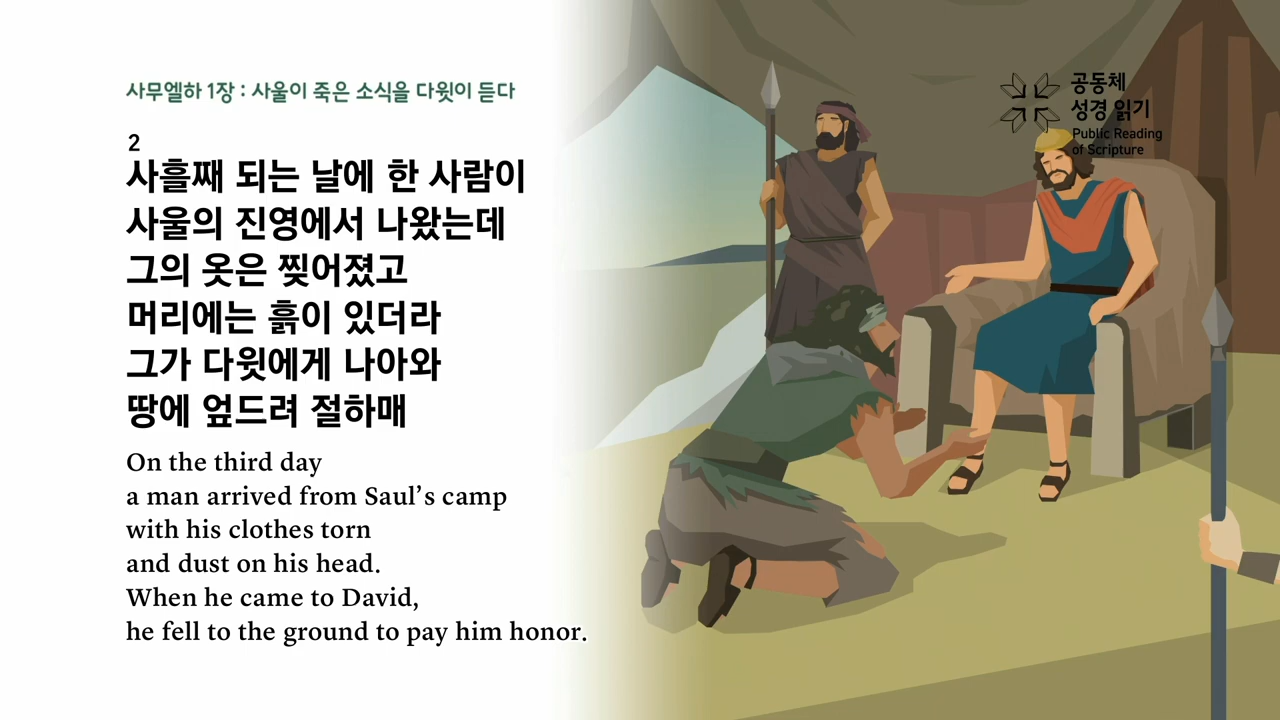 사무엘하 1장 : 사울이 죽은 소식을 다윗이 듣다
공동체
성경 읽기
Public Reading
of Scripture
2
사흘째 되는 날에 한 사람이
사울의 진영에서 나왔는데
그의 옷은 찢어졌고
머리에는 흙이 있더라
그가 다윗에게 나아와
땅에 엎드려 절하매
On the third day
a man arrived from Saul’s camp
with his clothes torn
and dust on his head.
When he came to David,
he fell to the ground to pay him honor.